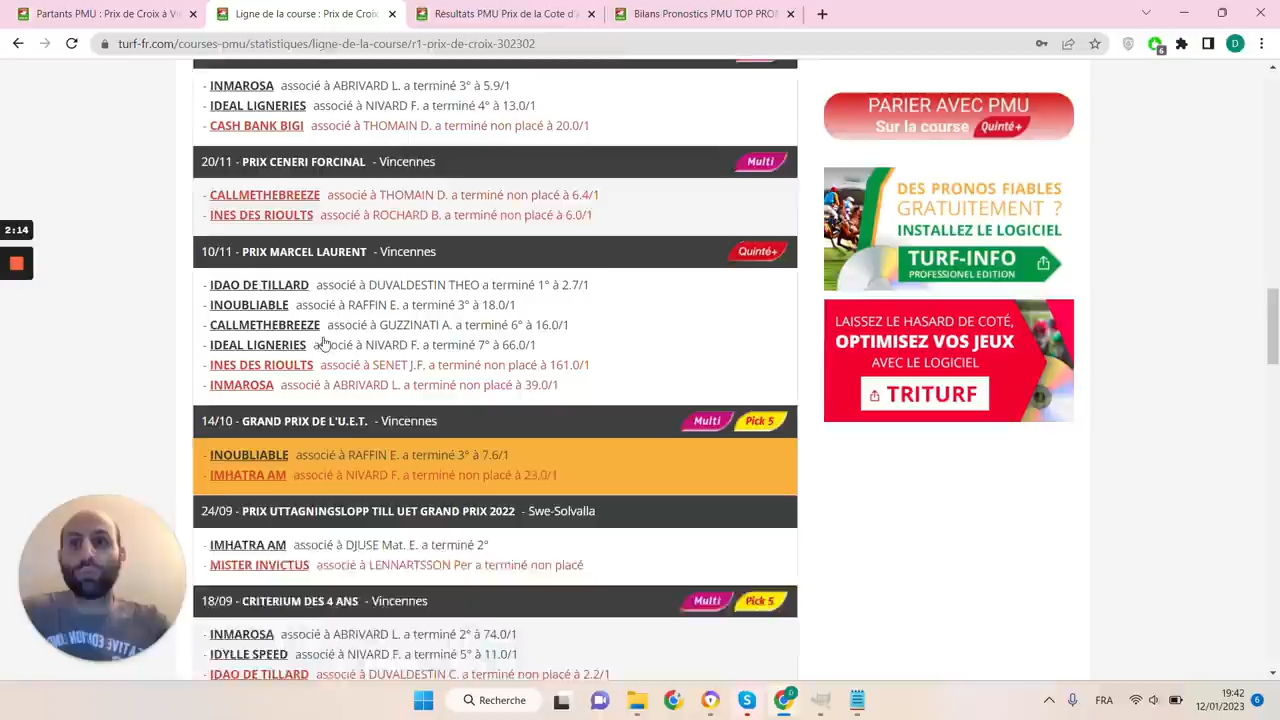 Partants PMU : Prix de Croix à Vi
Ligne de Course : Prix de Croix
Résultats PMU Prix de la Cote d'
Bilans Pronostics PMU TOP PRO
turf-fr.com/courses-pmu/statistiques/ligne-de-la-course/r1-prix-de-croix-302302
- INMAROSA associé à ABRIVARD L. a terminé 3° à 5.9/1
- IDEAL LIGNERIES associé à NIVARD F. a terminé 4° à 13.0/1
- CASH BANK BIGI associé à THOMAIN D. a terminé non placé à 20.0/1
20/11 - PRIX CENERI FORCINAL - Vincennes Multi
- CALLMETHEBREEZE associé à THOMAIN D. a terminé non placé à 6.4/1
- INES DES RIOULTS associé à ROCHARD B. a terminé non placé à 6.0/1
10/11 - PRIX MARCEL LAURENT - Vincennes Quinté+
- IDAO DE TILLARD associé à DUVALDESTIN THEO a terminé 1° à 2.7/1
- INOUBLIABLE associé à RAFFIN E. a terminé 3° à 18.0/1
- CALLMETHEBREEZE associé à GUZZINATI A. a terminé 6° à 16.0/1
- IDEAL LIGNERIES associé à NIVARD F. a terminé 7° à 66.0/1
- INES DES RIOULTS associé à SENET J.F. a terminé non placé à 161.0/1
- INMAROSA associé à ABRIVARD L. a terminé non placé à 39.0/1
14/10 - GRAND PRIX DE L'U.E.T. - Vincennes Multi Pick 5
- INOUBLIABLE associé à RAFFIN E. a terminé 3° à 7.6/1
- IMHATRA AM associé à NIVARD F. a terminé non placé à 23.0/1
24/09 - PRIX UTTAGNINGSLOPP TILL UET GRAND PRIX 2022 - Swe-Solvalla
- IMHATRA AM associé à DJUSE Mat. E. a terminé 2°
- MISTER INVICTUS associé à LENNARTSSON Per a terminé non placé
18/09 - CRITERIUM DES 4 ANS - Vincennes Multi Pick 5
- INMAROSA associé à ABRIVARD L. a terminé 2° à 74.0/1
- IDYLLE SPEED associé à NIVARD F. a terminé 5° à 11.0/1
- IDAO DE TILLARD associé à DUVALDESTIN C. a terminé non placé à 2.2/1
PARIER AVEC PMU
Sur la course Quinté+
DES PRONOS FIABLES
GRATUITEMENT ?
INSTALLEZ LE LOGICIEL
TURF-INFO
PROFESSIONEL EDITION
LAISSEZ LE HASARD DE COTÉ,
OPTIMISEZ VOS JEUX
AVEC LE LOGICIEL
TRITURF
2:14
Recherche
FRA
19:42
12/01/2023
6